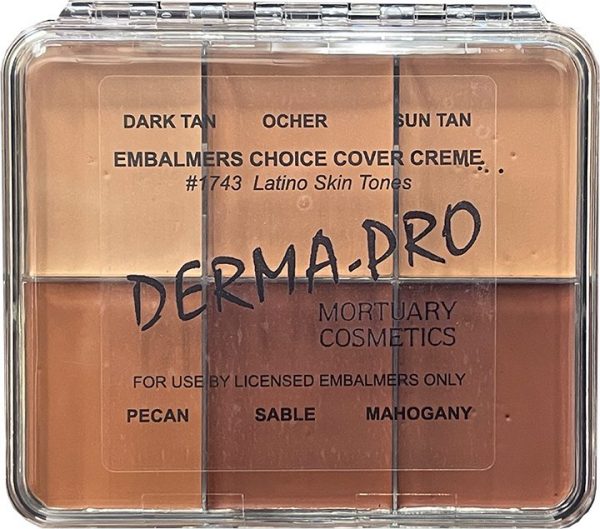 DARK TAN OCHER SUN TAN
EMBALMERS CHOICE COVER CREME
#1743 Latino Skin Tones
DERMA-PRO
MORTUARY
COSMETICS
FOR USE BY LICENSED EMBALMERS ONLY
PECAN SABLE MAHOGANY